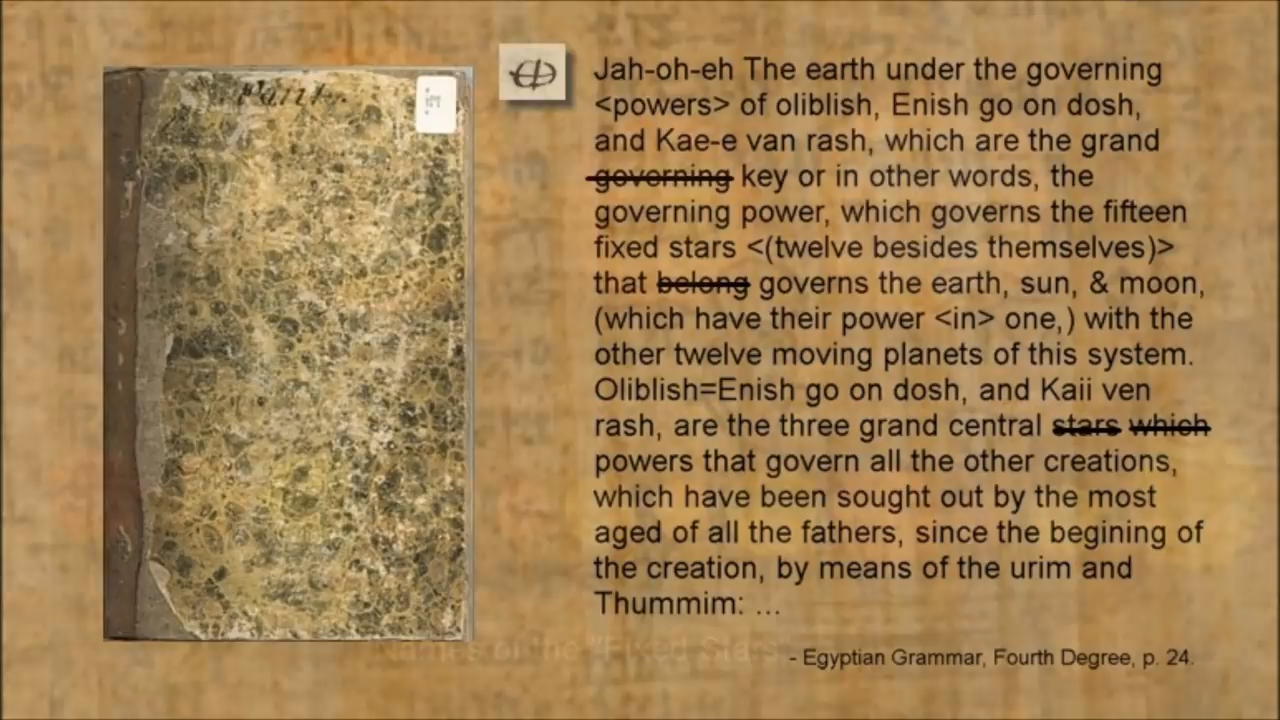 Jah-oh-eh The earth under the governing
<powers> of oliblish, Enish go on dosh,
and Kae-e van rash, which are the grand
governing key or in other words, the
governing power, which governs the fifteen
fixed stars <(twelve besides themselves)>
that belong governs the earth, sun, & moon,
(which have their power <in> one,) with the
other twelve moving planets of this system.
Oliblish=Enish go on dosh, and Kaii ven
rash, are the three grand central stars which
powers that govern all the other creations,
which have been sought out by the most
aged of all the fathers, since the begining of
the creation, by means of the urim and
Thummim: ...
Names of the "Fixed Stars"
- Egyptian Grammar, Fourth Degree, p. 24.